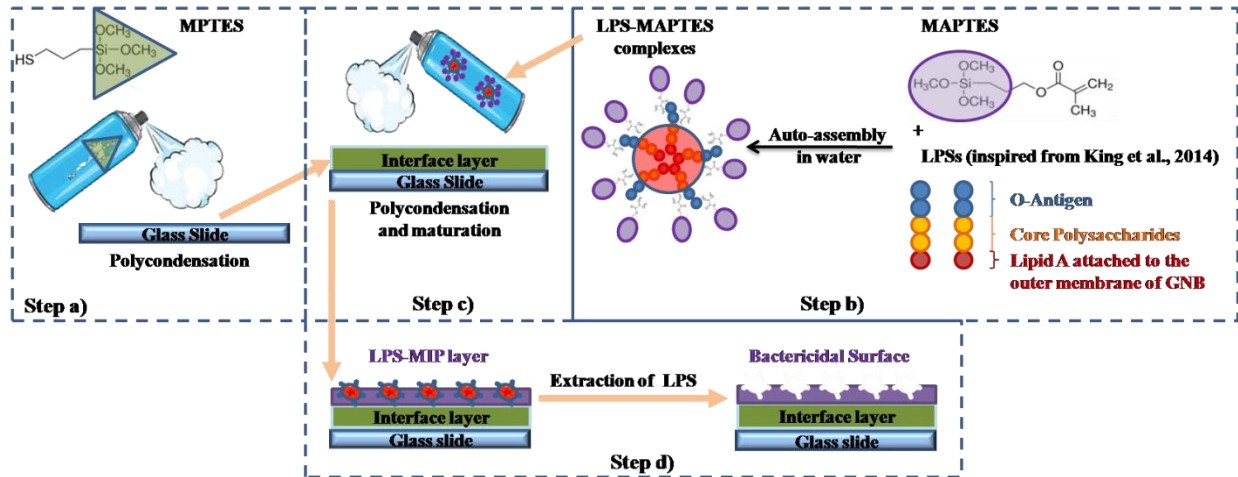 MPTES
HS
Si
OCH3
OCH3
OCH3
Glass Slide
Polycondensation
Step a)
Interface layer
Glass Slide
Polycondensation
and maturation
Step c)
LPS-MAPTES
complexes
Auto-assembly
in water
MAPTES
OCH3
H3CO
Si
OCH3
O
O
CH2
CH3
+
LPSs (inspired from King et al., 2014)
O-Antigen
Core Polysaccharides
Lipid A attached to the
outer membrane of GNB
Step b)
LPS-MIP layer
Interface layer
Glass slide
Extraction of LPS
Bactericidal Surface
Interface layer
Glass slide
Step d)